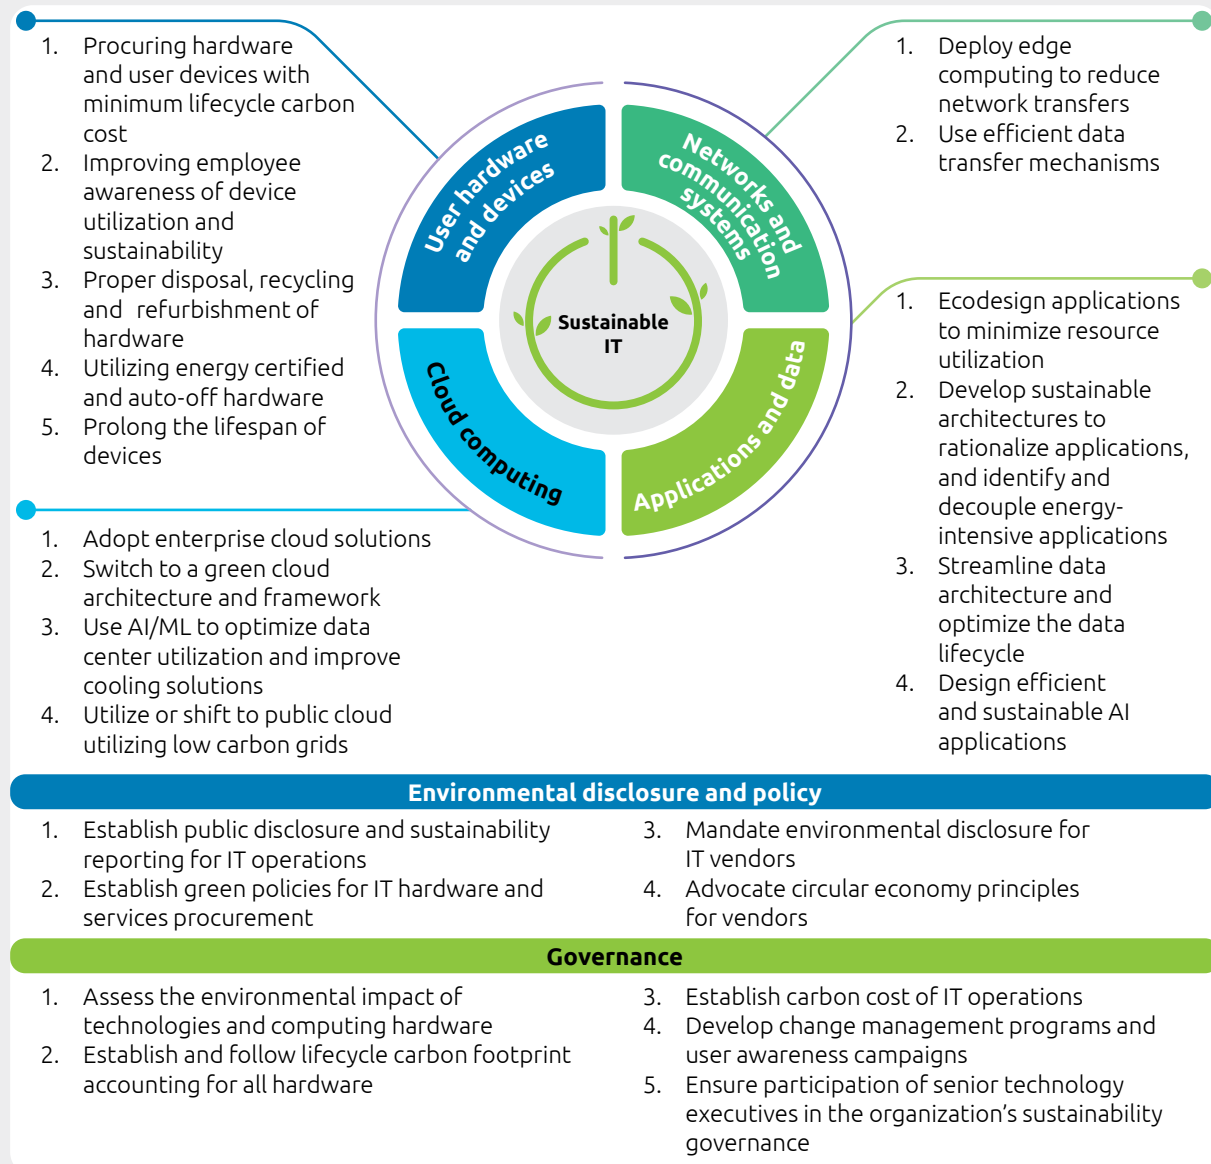 1. Procuring hardware
and user devices with
minimum lifecycle carbon
cost
2. Improving employee
awareness of device
utilization and
sustainability
3. Proper disposal, recycling
and refurbishment of
hardware
4. Utilizing energy certified
and auto-off hardware
5. Prolong the lifespan of
devices
User hardware
and devices
Networks and
communication
systems
Sustainable
IT
Cloud computing
Applications and data
1. Deploy edge
computing to reduce
network transfers
2. Use efficient data
transfer mechanisms
1. Ecodesign applications
to minimize resource
utilization
2. Develop sustainable
architectures to
rationalize applications,
and identify and
decouple energy-
intensive applications
3. Streamline data
architecture and
optimize the data
lifecycle
4. Design efficient
and sustainable AI
applications
1. Adopt enterprise cloud solutions
2. Switch to a green cloud
architecture and framework
3. Use AI/ML to optimize data
center utilization and improve
cooling solutions
4. Utilize or shift to public cloud
utilizing low carbon grids
Environmental disclosure and policy
1. Establish public disclosure and sustainability
reporting for IT operations
2. Establish green policies for IT hardware and
services procurement
3. Mandate environmental disclosure for
IT vendors
4. Advocate circular economy principles
for vendors
Governance
1. Assess the environmental impact of
technologies and computing hardware
2. Establish and follow lifecycle carbon footprint
accounting for all hardware
3. Establish carbon cost of IT operations
4. Develop change management programs and
user awareness campaigns
5. Ensure participation of senior technology
executives in the organization’s sustainability
governance